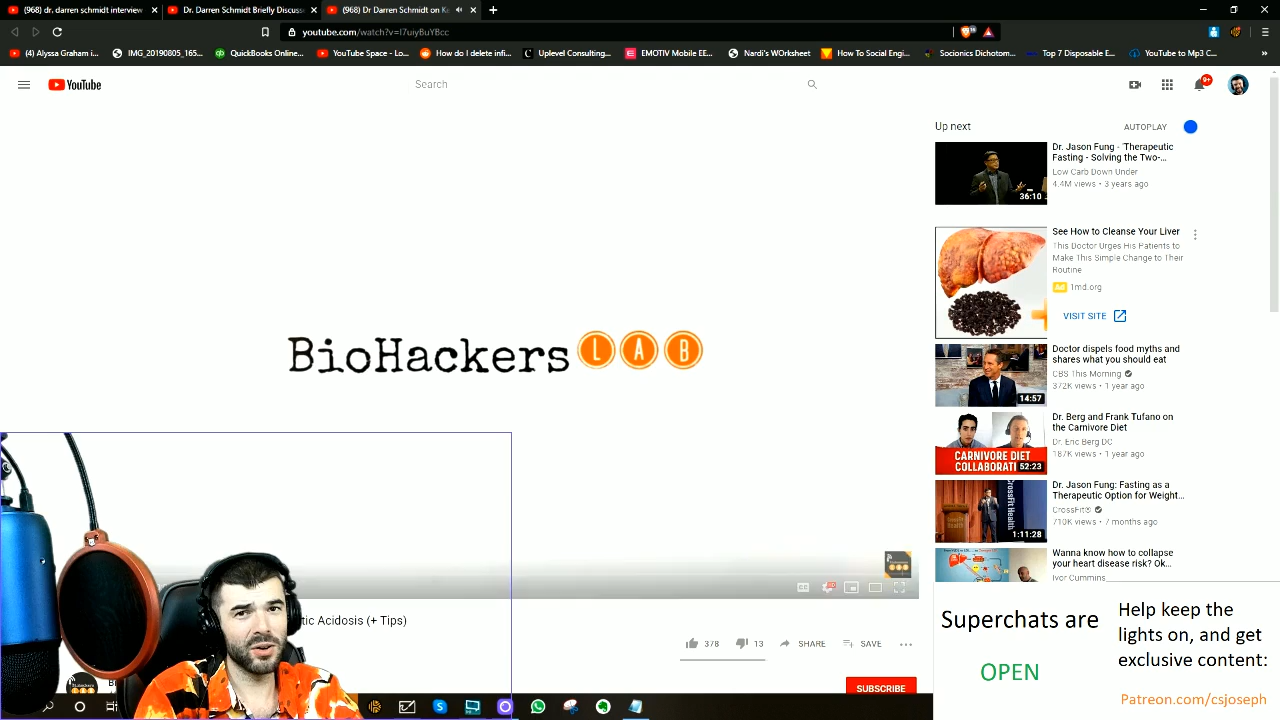 (968) dr. darren schmidt interview
Dr. Darren Schmidt Briefly Discuss
(968) Dr Darren Schmidt on Ke
youtube.com/watch?v=I7uiyBuYBcc
(4) Alyssa Graham i...
IMG_20190805_165...
QuickBooks Online...
YouTube Space - Lo...
How do I delete infi...
Uplevel Consulting...
EMOTIV Mobile EE...
Nardi's WOrksheet
How To Social Engi...
Socionics Dichotom...
Top 7 Disposable E...
YouTube to Mp3 C...
YouTube
Search
9+
Up next
AUTOPLAY
Dr. Jason Fung - 'Therapeutic
Fasting - Solving the Two-...
Low Carb Down Under
4.4M views • 3 years ago
36:10
See How to Cleanse Your Liver
This Doctor Urges His Patients to
Make This Simple Change to Their
Routine
Ad 1md.org
VISIT SITE
BioHackers LAB
Doctor dispels food myths and
shares what you should eat
CBS This Morning
372K views • 1 year ago
14:57
Dr. Berg and Frank Tufano on
the Carnivore Diet
Dr. Eric Berg DC
187K views • 1 year ago
CARNIVORE DIET
COLLABORATI
52:23
Dr. Jason Fung: Fasting as a
Therapeutic Option for Weight...
CrossFit®
710K views • 7 months ago
CrossFit Health
1:11:28
Wanna know how to collapse
your heart disease risk? Ok...
Ivor Cummins
tic Acidosis (+ Tips)
378
13
SHARE
SAVE
SUBSCRIBE
Superchats are
OPEN
Help keep the
lights on, and get
exclusive content:
Patreon.com/csjoseph